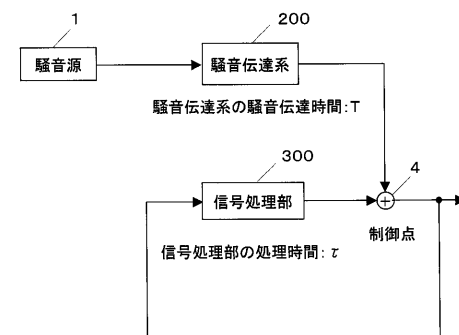 1
200
騒音源
騒音伝達系
騒音伝達系の騒音伝達時間:T
300
4
信号処理部
+
制御点
信号処理部の処理時間:τ